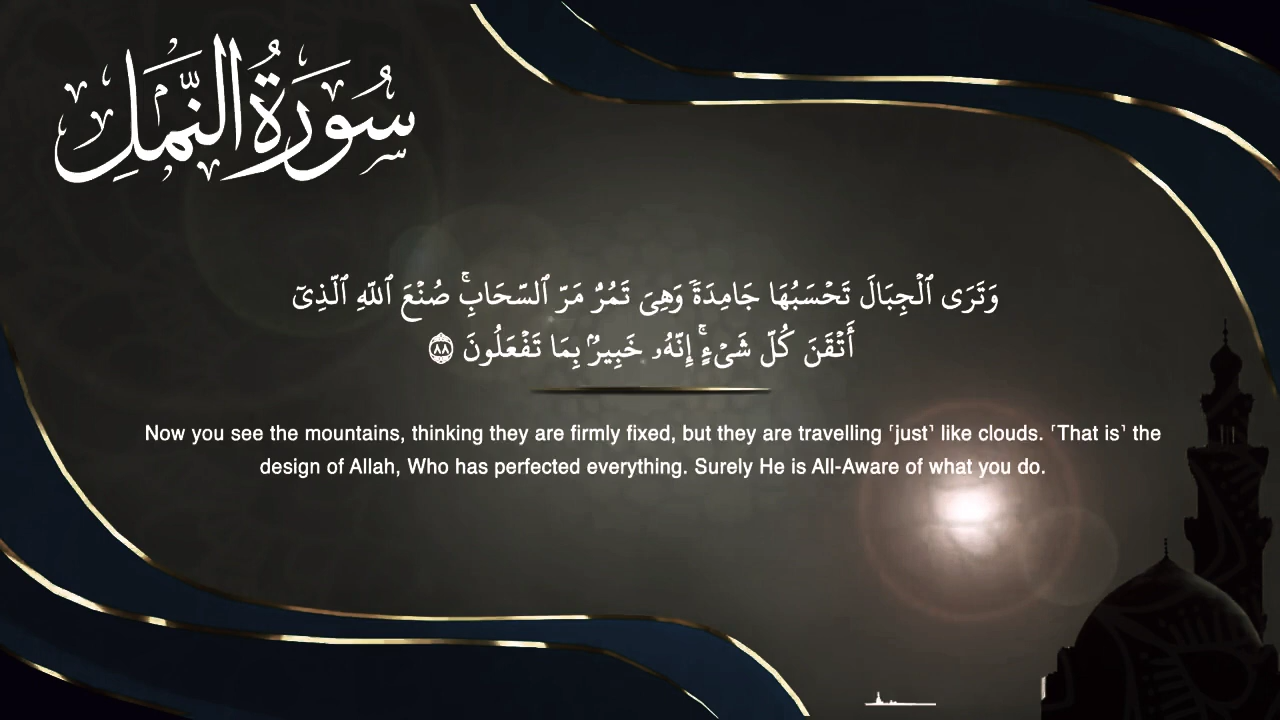 سُورَةُ النَّمل
وَتَرَى ٱلْجِبَالَ تَحْسَبُهَا جَامِدَةً وَهِىَ تَمُرُّ مَرَّ ٱلسَّحَابِ ۚ صُنْعَ ٱللَّهِ ٱلَّذِىٓ
أَتْقَنَ كُلَّ شَىْءٍ ۚ إِنَّهُۥ خَبِيرٌۢ بِمَا تَفْعَلُونَ ٨٨
Now you see the mountains, thinking they are firmly fixed, but they are travelling ˹just˺ like clouds. ˹That is˺ the
design of Allah, Who has perfected everything. Surely He is All-Aware of what you do.